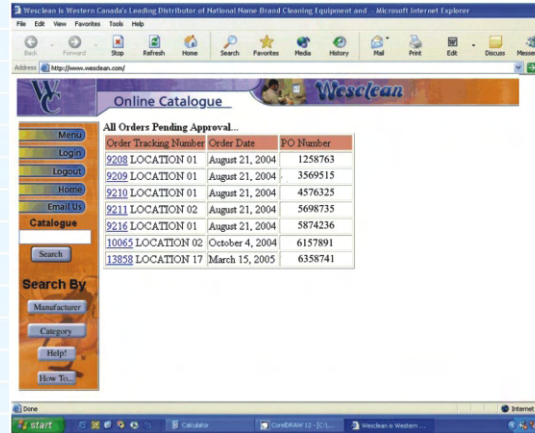 Wesclean is Western Canada's Leading Distributor of National Name Brand Cleaning Equipment and - Microsoft Internet Explorer
File Edit View Favorites Tools Help
Back Forward Stop Refresh Home Search Favorites Media History Mail Print Edit Discuss
Address http://www.wesclean.com/
WC
Online Catalogue
Wesclean
All Orders Pending Approval...
Order Tracking Number Order Date PO Number
9208 LOCATION 01 August 21, 2004 1258763
9209 LOCATION 01 August 21, 2004 3569515
9210 LOCATION 01 August 21, 2004 4576325
9211 LOCATION 02 August 21, 2004 5698735
9216 LOCATION 01 August 21, 2004 5874236
10065 LOCATION 02 October 4, 2004 6157891
13858 LOCATION 17 March 15, 2005 6358741
Menu
Login
Logout
Home
Email Us
Catalogue
Search
Search By
Manufacturer
Category
Help!
How To...
Done Internet
start Calculator CorelDRAW 12 - [C:\... Wesclean is Western ...